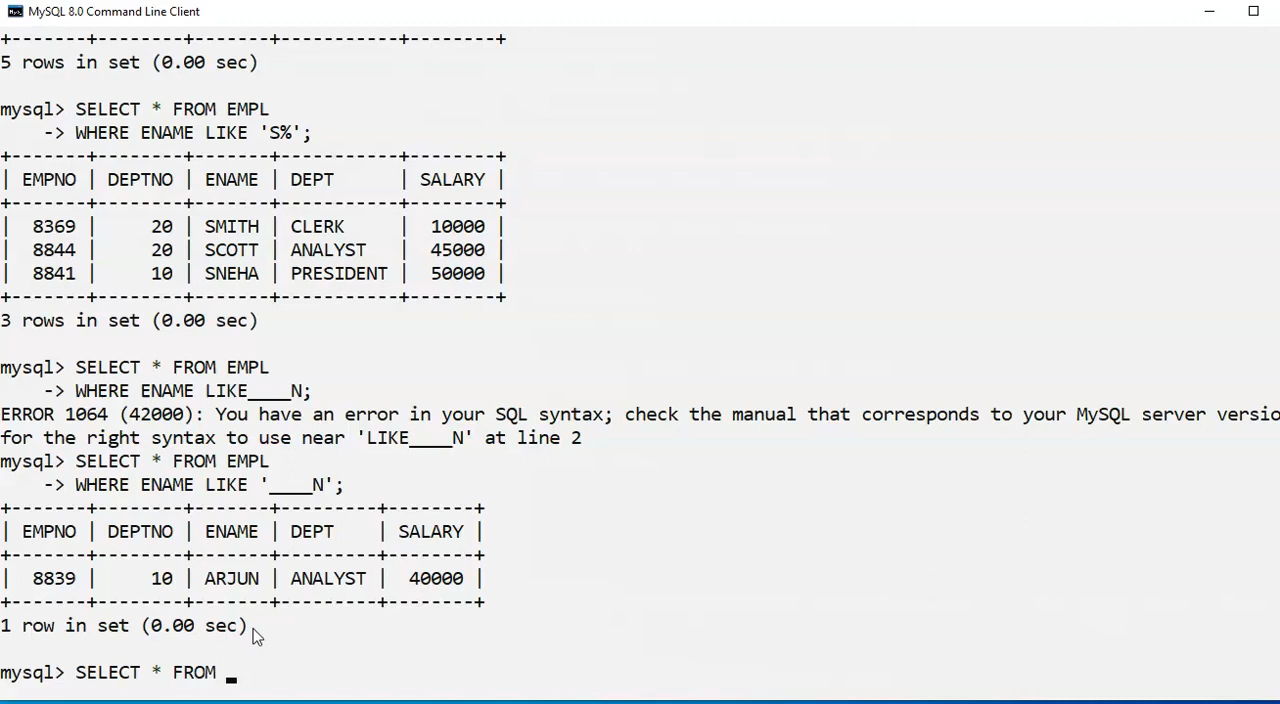 MySQL 8.0 Command Line Client
+-------+--------+-------+-----------+--------+
5 rows in set (0.00 sec)
mysql> SELECT * FROM EMPL
    -> WHERE ENAME LIKE 'S%';
+-------+--------+-------+-----------+--------+
| EMPNO | DEPTNO | ENAME | DEPT      | SALARY |
+-------+--------+-------+-----------+--------+
|  8369 |     20 | SMITH | CLERK     |  10000 |
|  8844 |     20 | SCOTT | ANALYST   |  45000 |
|  8841 |     10 | SNEHA | PRESIDENT |  50000 |
+-------+--------+-------+-----------+--------+
3 rows in set (0.00 sec)
mysql> SELECT * FROM EMPL
    -> WHERE ENAME LIKE____N;
ERROR 1064 (42000): You have an error in your SQL syntax; check the manual that corresponds to your MySQL server versio
for the right syntax to use near 'LIKE____N' at line 2
mysql> SELECT * FROM EMPL
    -> WHERE ENAME LIKE '____N';
+-------+--------+-------+---------+--------+
| EMPNO | DEPTNO | ENAME | DEPT    | SALARY |
+-------+--------+-------+---------+--------+
|  8839 |     10 | ARJUN | ANALYST |  40000 |
+-------+--------+-------+---------+--------+
1 row in set (0.00 sec)
mysql> SELECT * FROM